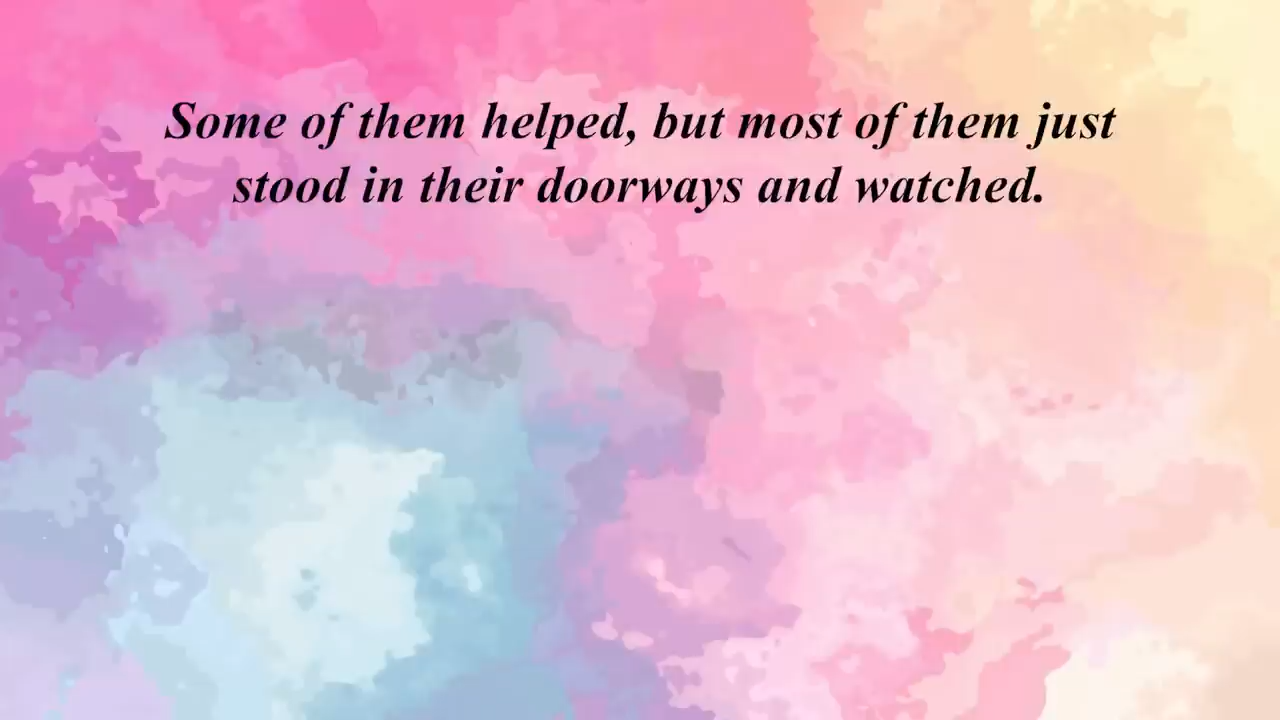 Some of them helped, but most of them just
stood in their doorways and watched.